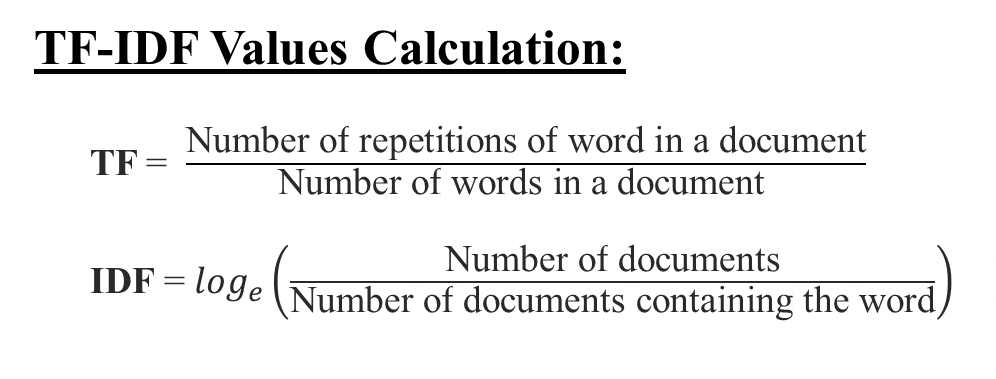 TF-IDF Values Calculation:
TF = Number of repetitions of word in a document
Number of words in a document
IDF = logₑ ( Number of documents
Number of documents containing the word )